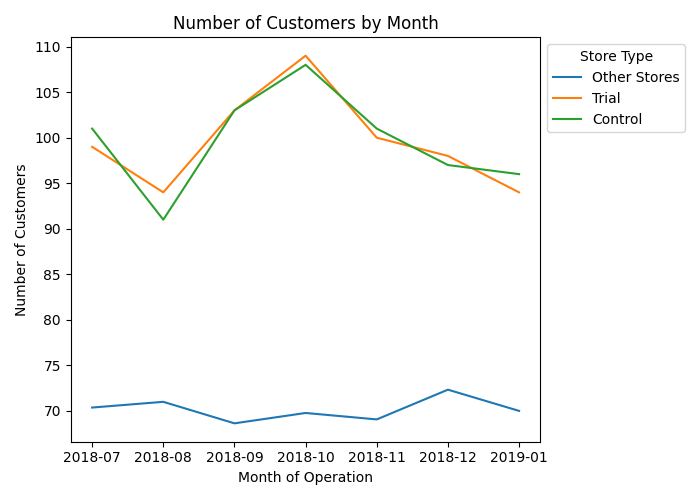 Number of Customers by Month
110
105
100
95
90
85
80
75
70
Number of Customers
2018-07 2018-08 2018-09 2018-10 2018-11 2018-12 2019-01
Month of Operation
Store Type
Other Stores
Trial
Control